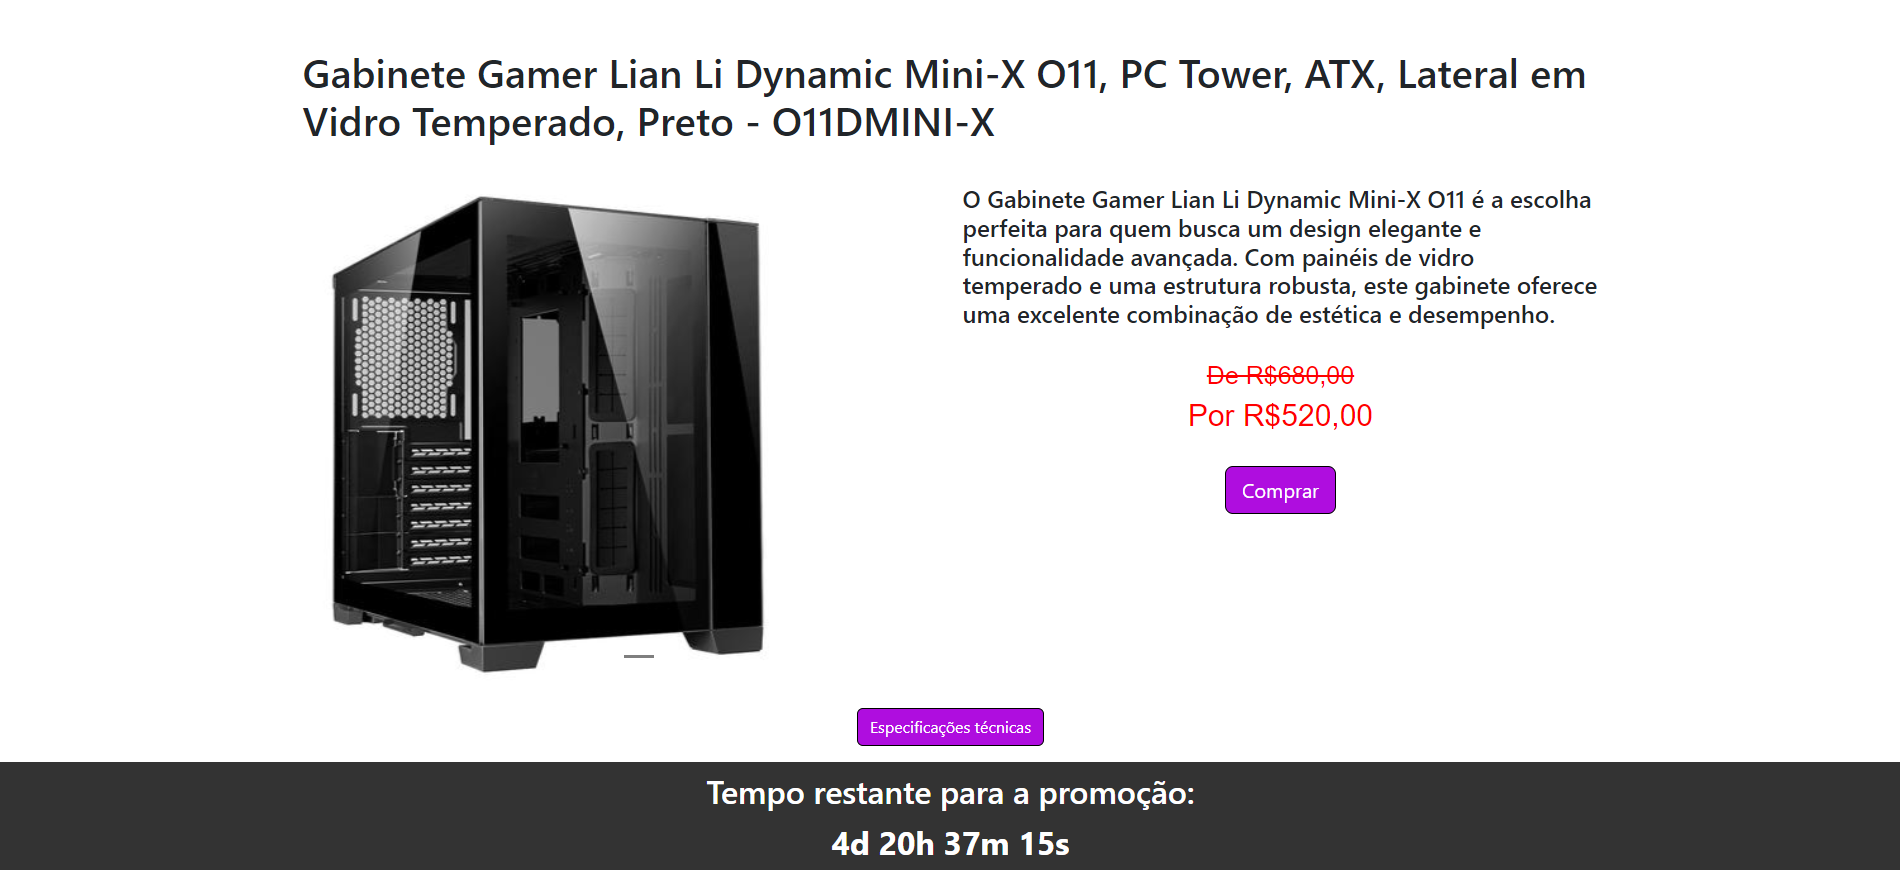 Gabinete Gamer Lian Li Dynamic Mini-X O11, PC Tower, ATX, Lateral em
Vidro Temperado, Preto - O11DMINI-X
O Gabinete Gamer Lian Li Dynamic Mini-X O11 é a escolha
perfeita para quem busca um design elegante e
funcionalidade avançada. Com painéis de vidro
temperado e uma estrutura robusta, este gabinete oferece
uma excelente combinação de estética e desempenho.
De R$680,00
Por R$520,00
Comprar
Especificações técnicas
Tempo restante para a promoção:
4d 20h 37m 15s